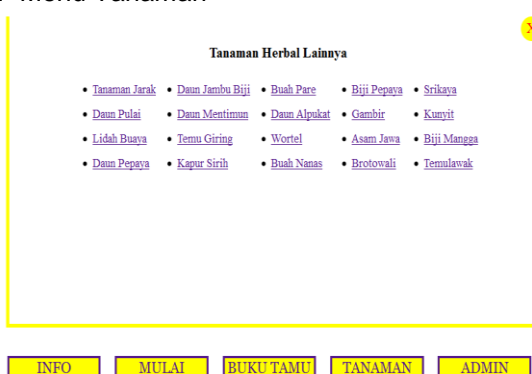 Menu Tanaman
X
Tanaman Herbal Lainnya
• Tanaman Jarak • Daun Jambu Biji • Buah Pare • Biji Pepaya • Srikaya
• Daun Pulai • Daun Mentimun • Daun Alpukat • Gambir • Kunyit
• Lidah Buaya • Temu Giring • Wortel • Asam Jawa • Biji Mangga
• Daun Pepaya • Kapur Sirih • Buah Nanas • Brotowali • Temulawak
INFO MULAI BUKU TAMU TANAMAN ADMIN